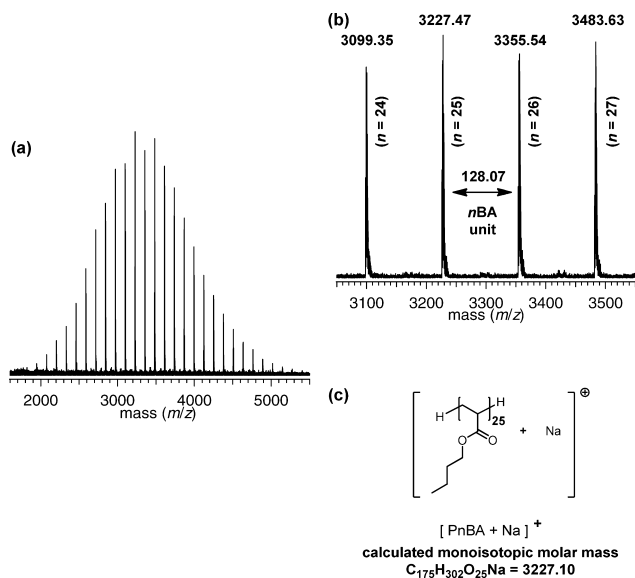 (a)
2000 3000 4000 5000
mass (m/z)
(b)
3099.35
3227.47
3355.54
3483.63
(n = 24)
(n = 25)
(n = 26)
(n = 27)
128.07
nBA
unit
3100 3200 3300 3400 3500
mass (m/z)
(c)
H H
25
+ Na
⊕
O O
[ PnBA + Na ] +
calculated monoisotopic molar mass
C175H302O25Na = 3227.10